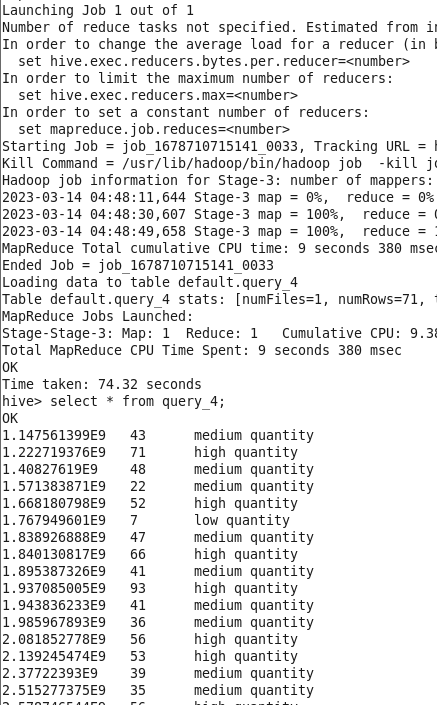 Launching Job 1 out of 1
Number of reduce tasks not specified. Estimated from
In order to change the average load for a reducer (in
  set hive.exec.reducers.bytes.per.reducer=<number>
In order to limit the maximum number of reducers:
  set hive.exec.reducers.max=<number>
In order to set a constant number of reducers:
  set mapreduce.job.reduces=<number>
Starting Job = job_1678710715141_0033, Tracking URL =
Kill Command = /usr/lib/hadoop/bin/hadoop job  -kill
Hadoop job information for Stage-3: number of mappers:
2023-03-14 04:48:11,644 Stage-3 map = 0%,  reduce = 0%
2023-03-14 04:48:30,607 Stage-3 map = 100%,  reduce =
2023-03-14 04:48:49,658 Stage-3 map = 100%,  reduce =
MapReduce Total cumulative CPU time: 9 seconds 380 msec
Ended Job = job_1678710715141_0033
Loading data to table default.query_4
Table default.query_4 stats: [numFiles=1, numRows=71,
MapReduce Jobs Launched:
Stage-Stage-3: Map: 1  Reduce: 1   Cumulative CPU: 9.38
Total MapReduce CPU Time Spent: 9 seconds 380 msec
OK
Time taken: 74.32 seconds
hive> select * from query_4;
OK
1.147561399E9   43      medium quantity
1.222719376E9   71      high quantity
1.40827619E9    48      medium quantity
1.571383871E9   22      medium quantity
1.668180798E9   52      high quantity
1.767949601E9   7       low quantity
1.838926888E9   47      medium quantity
1.840130817E9   66      high quantity
1.895387326E9   41      medium quantity
1.937085005E9   93      high quantity
1.943836233E9   41      medium quantity
1.985967893E9   36      medium quantity
2.081852778E9   56      high quantity
2.139245474E9   53      high quantity
2.37722393E9    39      medium quantity
2.515277375E9   35      medium quantity